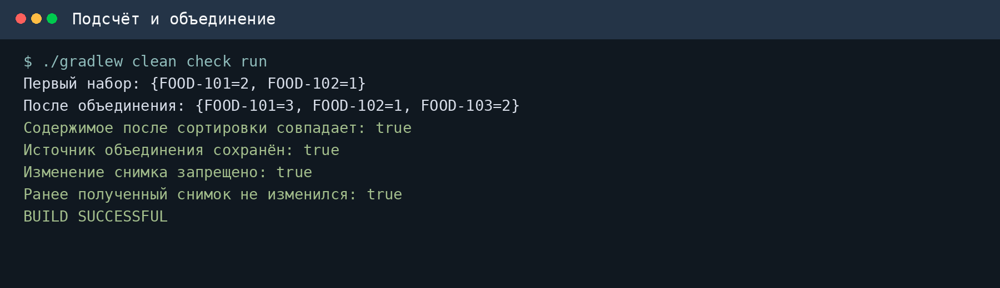 Подсчёт и объединение
$ ./gradlew clean check run
Первый набор: {FOOD-101=2, FOOD-102=1}
После объединения: {FOOD-101=3, FOOD-102=1, FOOD-103=2}
Содержимое после сортировки совпадает: true
Источник объединения сохранён: true
Изменение снимка запрещено: true
Ранее полученный снимок не изменился: true
BUILD SUCCESSFUL